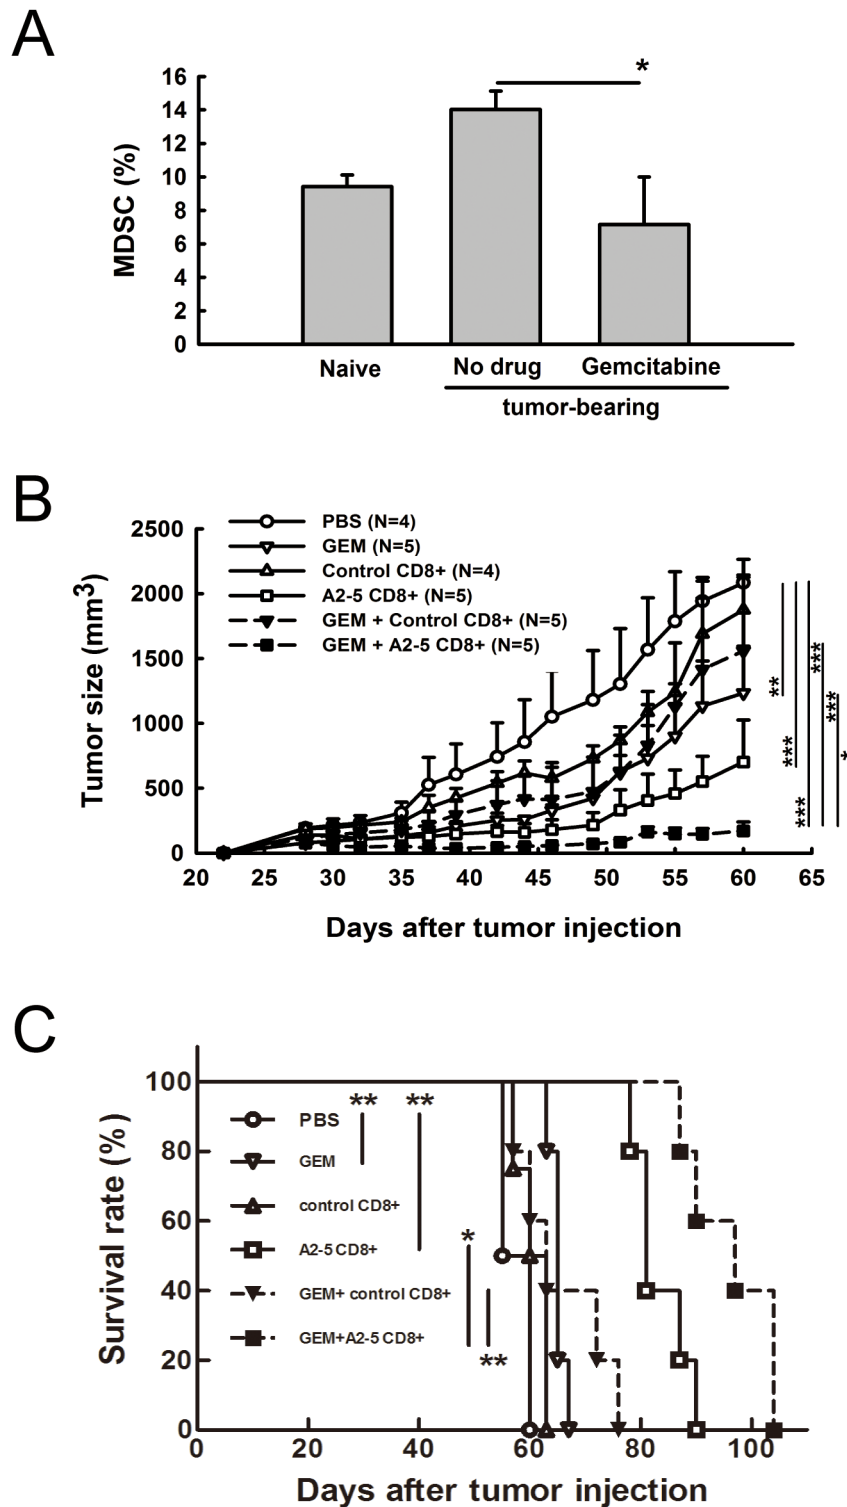 A
16
14
12
10
8
6
4
2
0
MDSC (%)
*
Naive
No drug
Gemcitabine
tumor-bearing
B
2500
2000
1500
1000
500
0
Tumor size (mm3)
PBS (N=4)
GEM (N=5)
Control CD8+ (N=4)
A2-5 CD8+ (N=5)
GEM + Control CD8+ (N=5)
GEM + A2-5 CD8+ (N=5)
**
***
***
***
***
*
20 25 30 35 40 45 50 55 60 65
Days after tumor injection
C
100
80
60
40
20
0
Survival rate (%)
** **
PBS
GEM
control CD8+
A2-5 CD8+
GEM+ control CD8+
GEM+A2-5 CD8+
*
**
0 20 40 60 80 100
Days after tumor injection